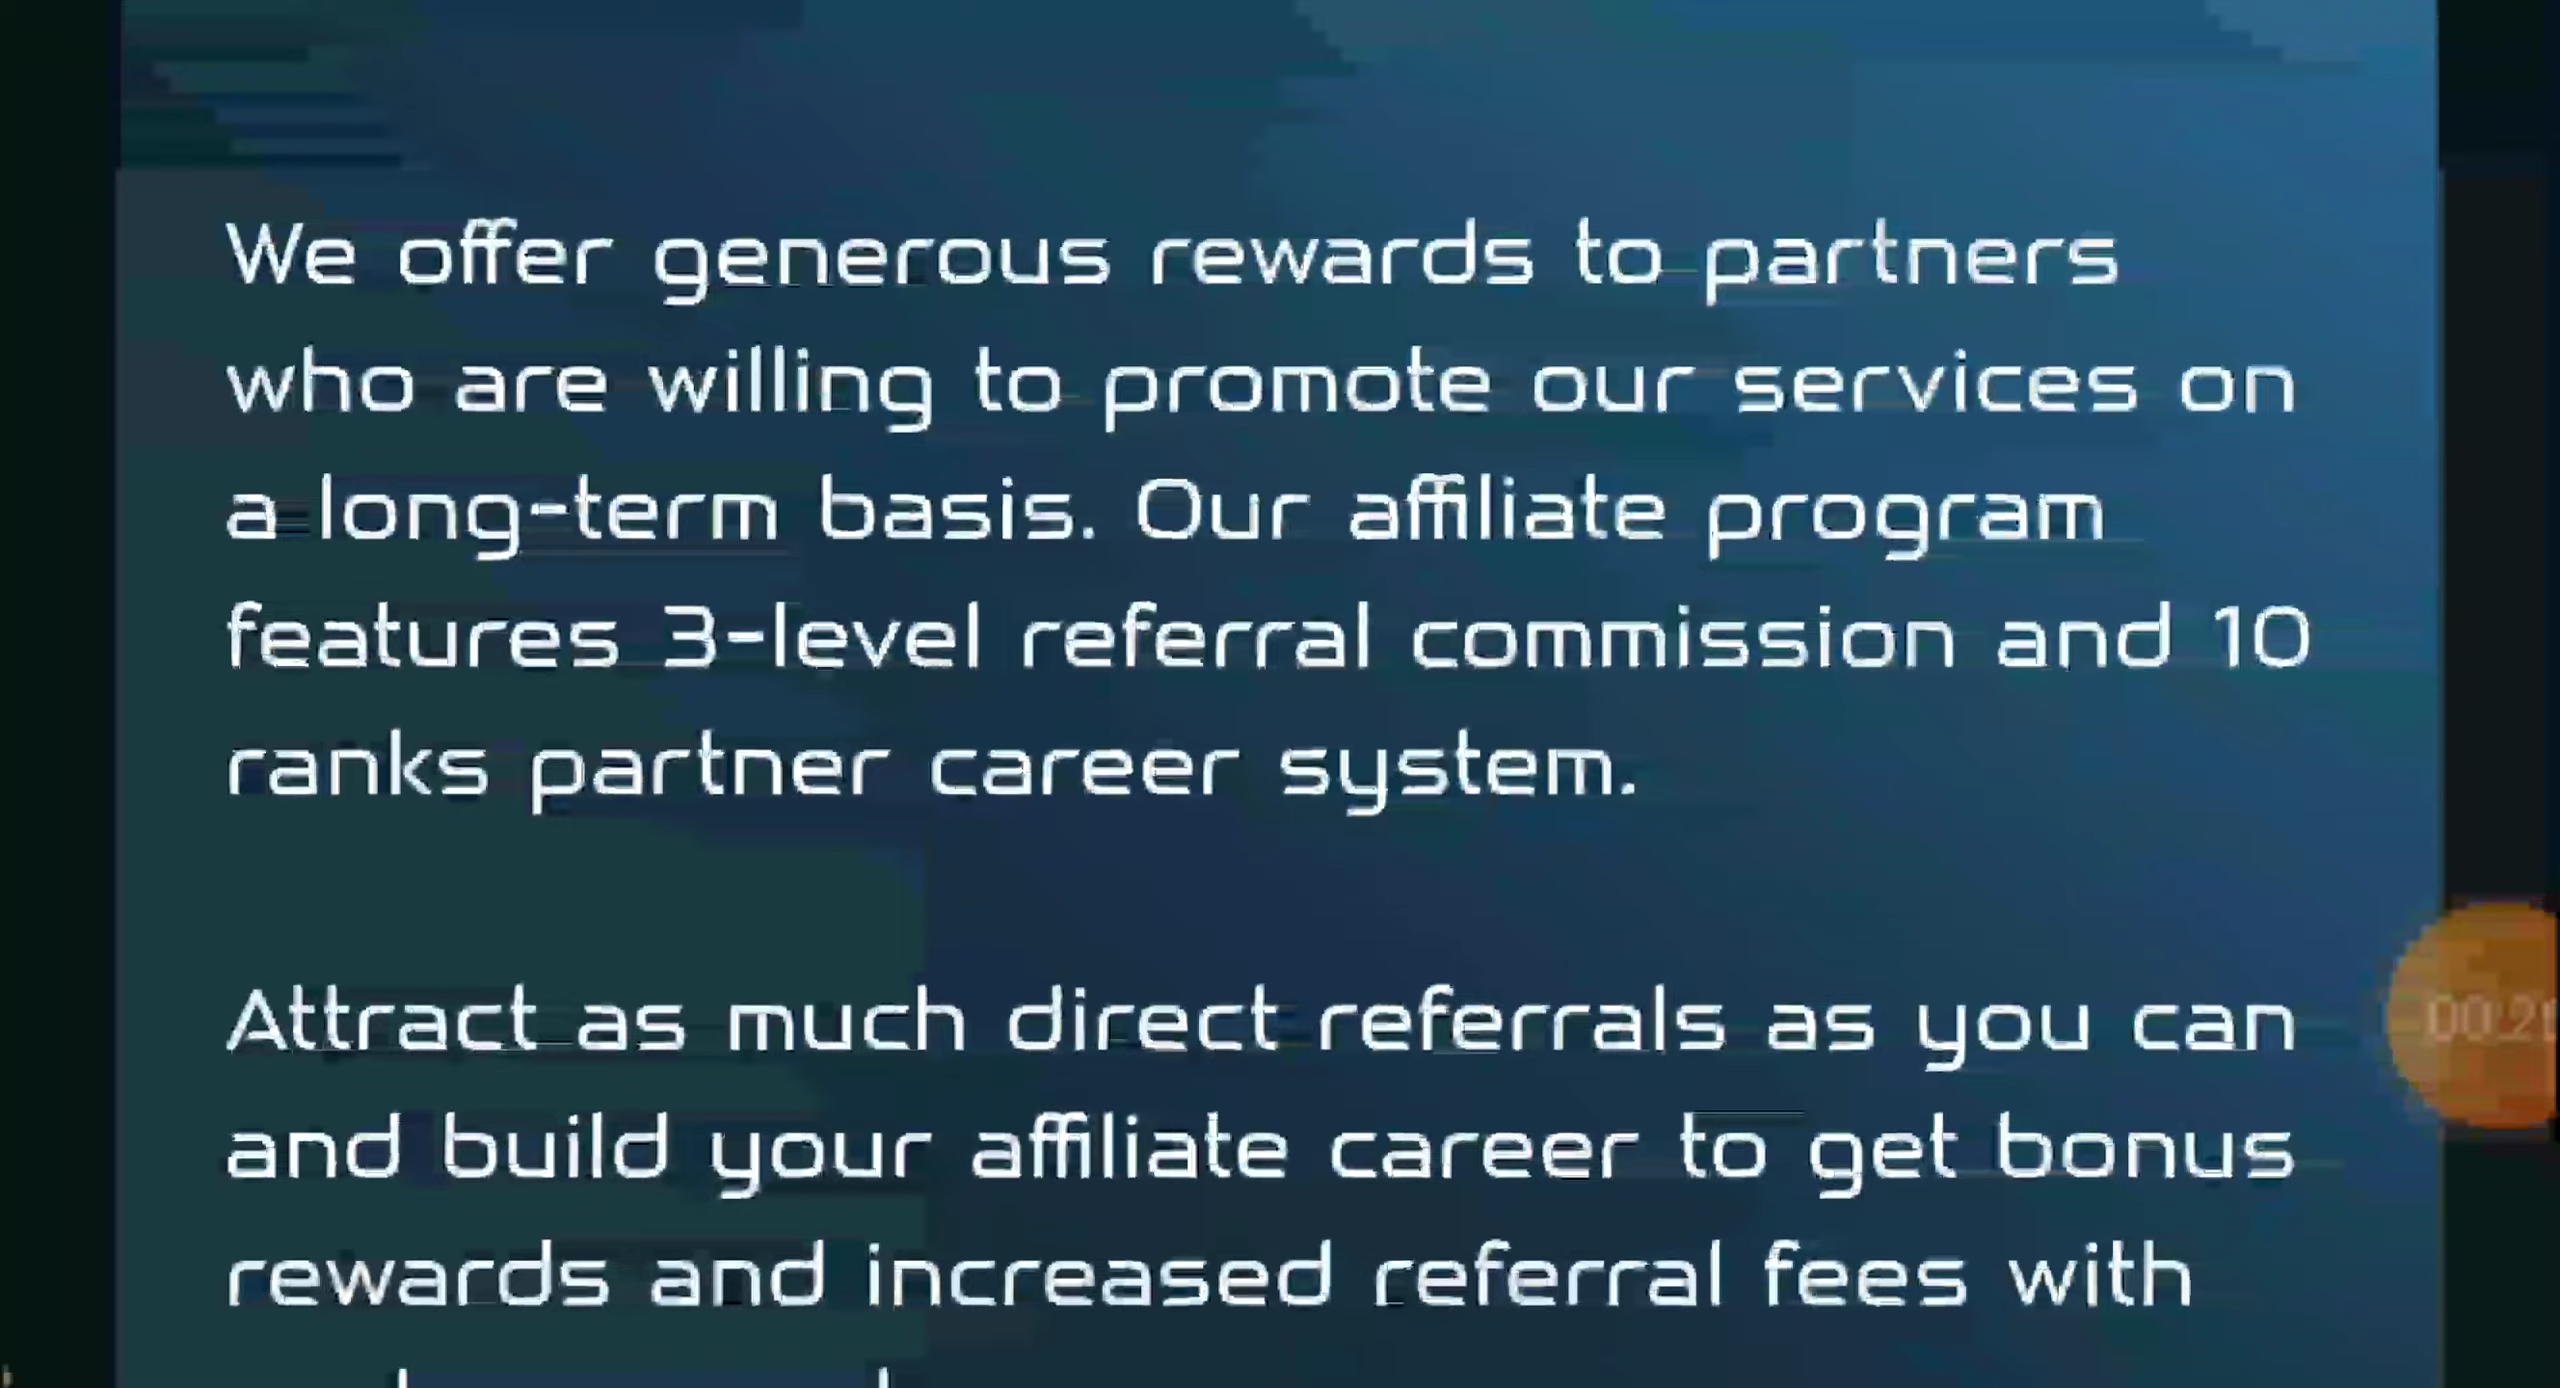 We offer generous rewards to partners
who are willing to promote our services on
a long-term basis. Our affiliate program
features 3-level referral commission and 10
ranks partner career system.
Attract as much direct referrals as you can
and build your affiliate career to get bonus
rewards and increased referral fees with